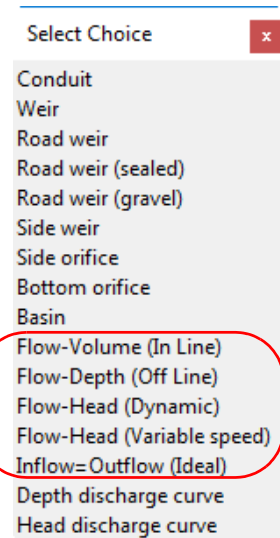 Select Choice x
Conduit
Weir
Road weir
Road weir (sealed)
Road weir (gravel)
Side weir
Side orifice
Bottom orifice
Basin
Flow-Volume (In Line)
Flow-Depth (Off Line)
Flow-Head (Dynamic)
Flow-Head (Variable speed)
Inflow=Outflow (Ideal)
Depth discharge curve
Head discharge curve